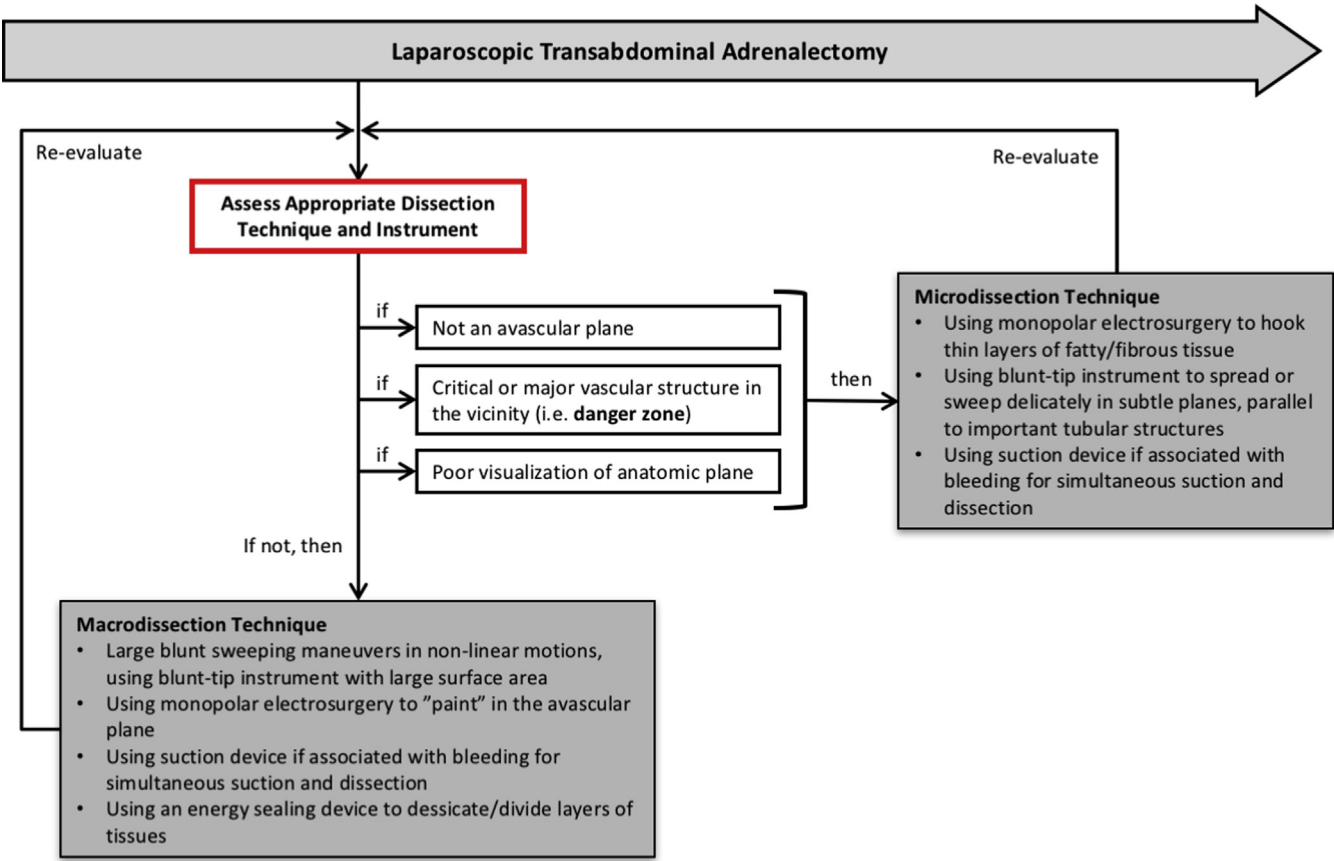 Laparoscopic Transabdominal Adrenalectomy
Re-evaluate
Re-evaluate
Assess Appropriate Dissection
Technique and Instrument
if
Not an avascular plane
if
Critical or major vascular structure in
the vicinity (i.e. danger zone)
if
Poor visualization of anatomic plane
then
Microdissection Technique
• Using monopolar electrosurgery to hook
thin layers of fatty/fibrous tissue
• Using blunt-tip instrument to spread or
sweep delicately in subtle planes, parallel
to important tubular structures
• Using suction device if associated with
bleeding for simultaneous suction and
dissection
If not, then
Macrodissection Technique
• Large blunt sweeping maneuvers in non-linear motions,
using blunt-tip instrument with large surface area
• Using monopolar electrosurgery to ”paint” in the avascular
plane
• Using suction device if associated with bleeding for
simultaneous suction and dissection
• Using an energy sealing device to dessicate/divide layers of
tissues